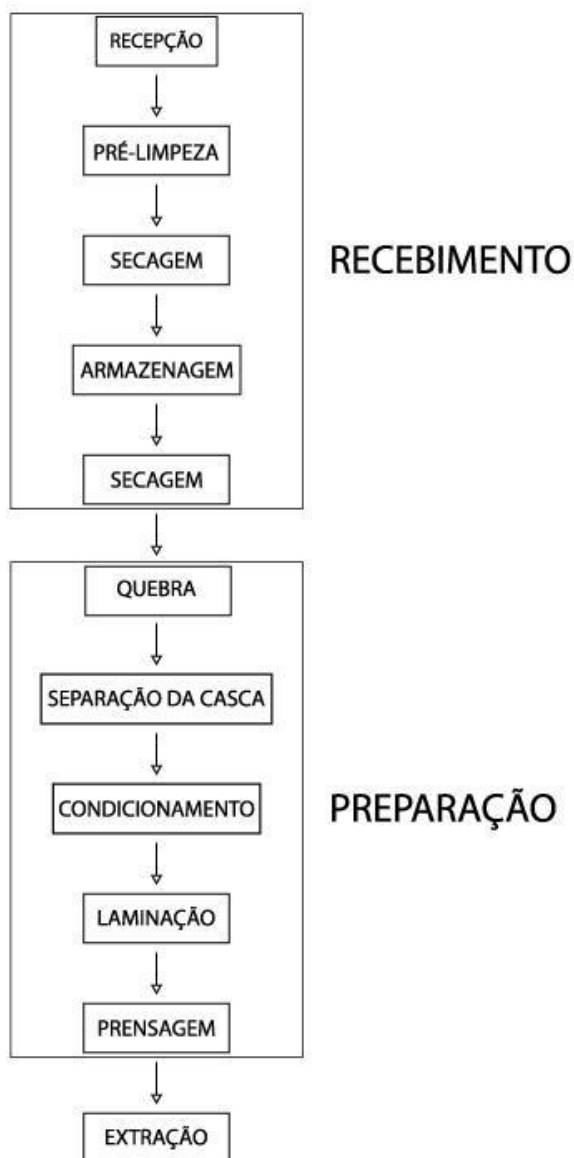 RECEPÇÃO
PRÉ-LIMPEZA
SECAGEM
RECEBIMENTO
ARMAZENAGEM
SECAGEM
QUEBRA
SEPARAÇÃO DA CASCA
CONDICIONAMENTO
PREPARAÇÃO
LAMINAÇÃO
PRENSAGEM
EXTRAÇÃO